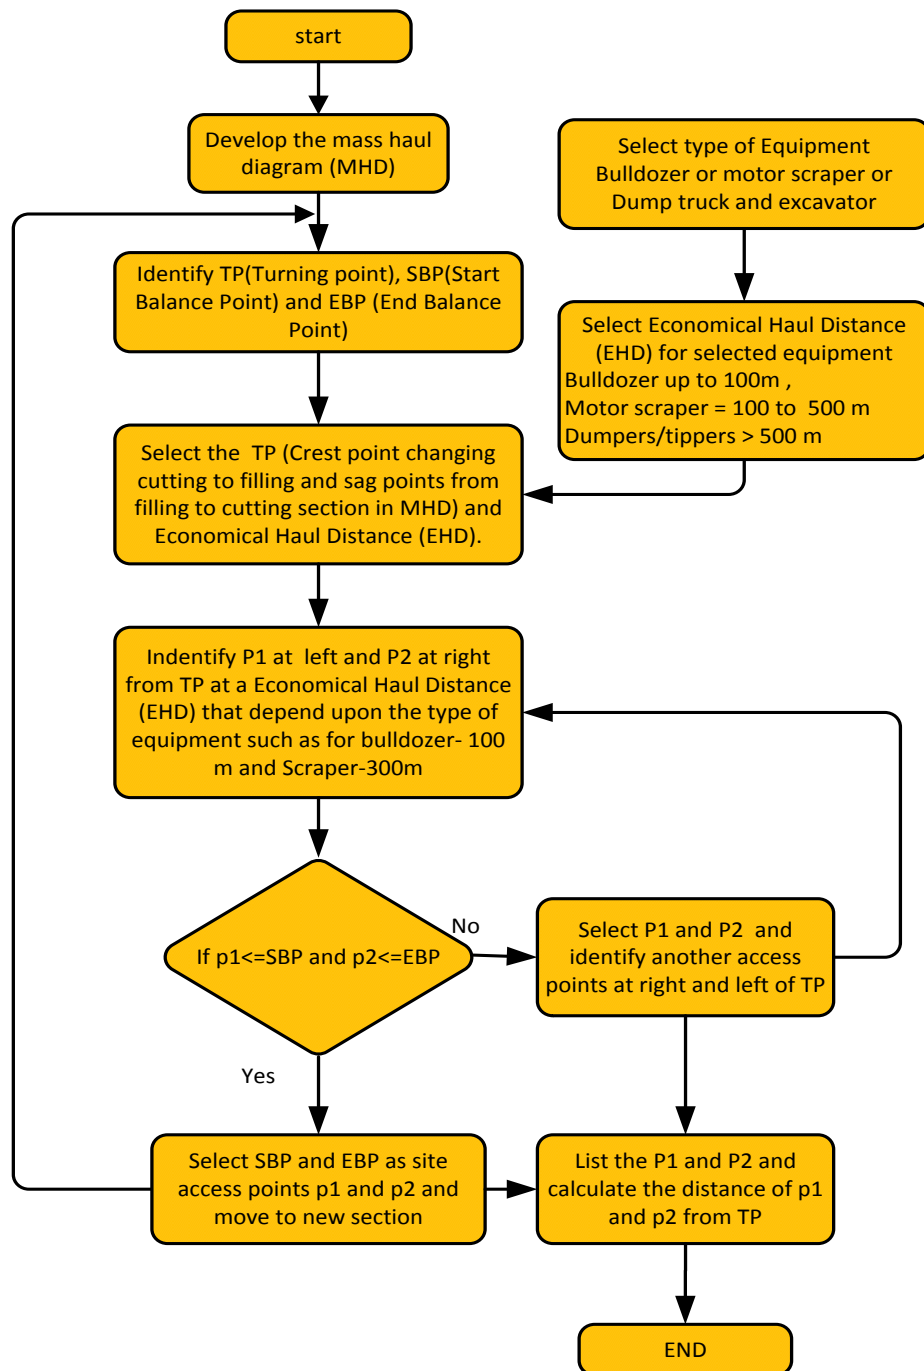 start
Develop the mass haul
diagram (MHD)
Select type of Equipment
Bulldozer or motor scraper or
Dump truck and excavator
Identify TP(Turning point), SBP(Start
Balance Point) and EBP (End Balance
Point)
Select Economical Haul Distance
(EHD) for selected equipment
Bulldozer up to 100m ,
Motor scraper = 100 to 500 m
Dumpers/tippers > 500 m
Select the TP (Crest point changing
cutting to filling and sag points from
filling to cutting section in MHD) and
Economical Haul Distance (EHD).
Indentify P1 at left and P2 at right
from TP at a Economical Haul Distance
(EHD) that depend upon the type of
equipment such as for bulldozer- 100
m and Scraper-300m
If p1<=SBP and p2<=EBP
No
Select P1 and P2 and
identify another access
points at right and left of TP
Yes
Select SBP and EBP as site
access points p1 and p2 and
move to new section
List the P1 and P2 and
calculate the distance of p1
and p2 from TP
END